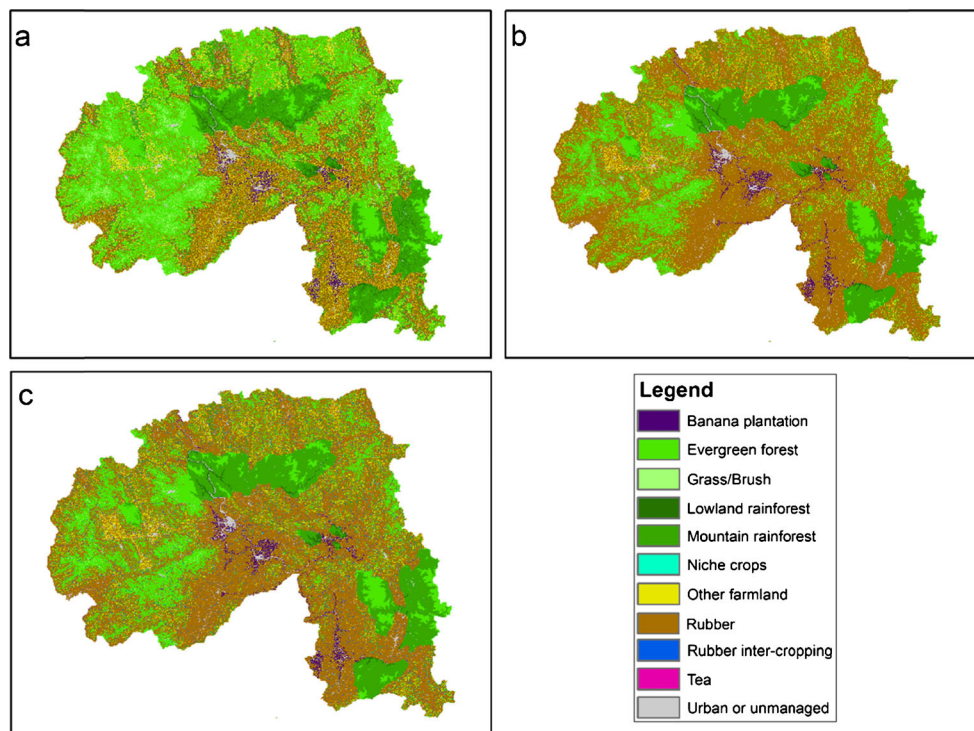 a
b
c
Legend
Banana plantation
Evergreen forest
Grass/Brush
Lowland rainforest
Mountain rainforest
Niche crops
Other farmland
Rubber
Rubber inter-cropping
Tea
Urban or unmanaged